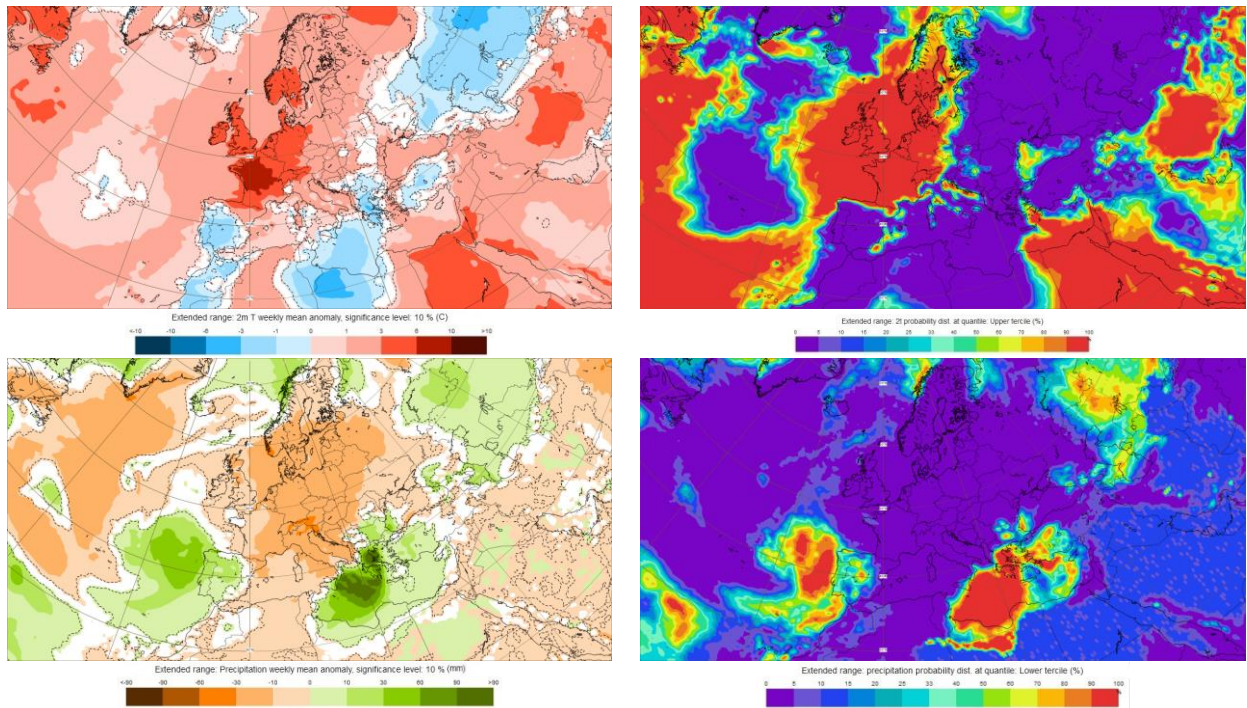 Extended range: 2m T weekly mean anomaly, significance level: 10 % (C)
<-10 -10 -6 -3 -1 0 1 3 6 10 >10
Extended range: 2t probability dist. at quantile: Upper tercile (%)
0 5 10 15 20 33 40 50 60 70 80 90 100
%
Extended range: Precipitation weekly mean anomaly, significance level: 10 % (mm)
<-90 -90 -60 -30 -10 0 10 30 60 90 >90
Extended range: precipitation probability dist. at quantile: Lower tercile (%)
0 5 10 15 20 33 40 50 60 70 80 90 100
%